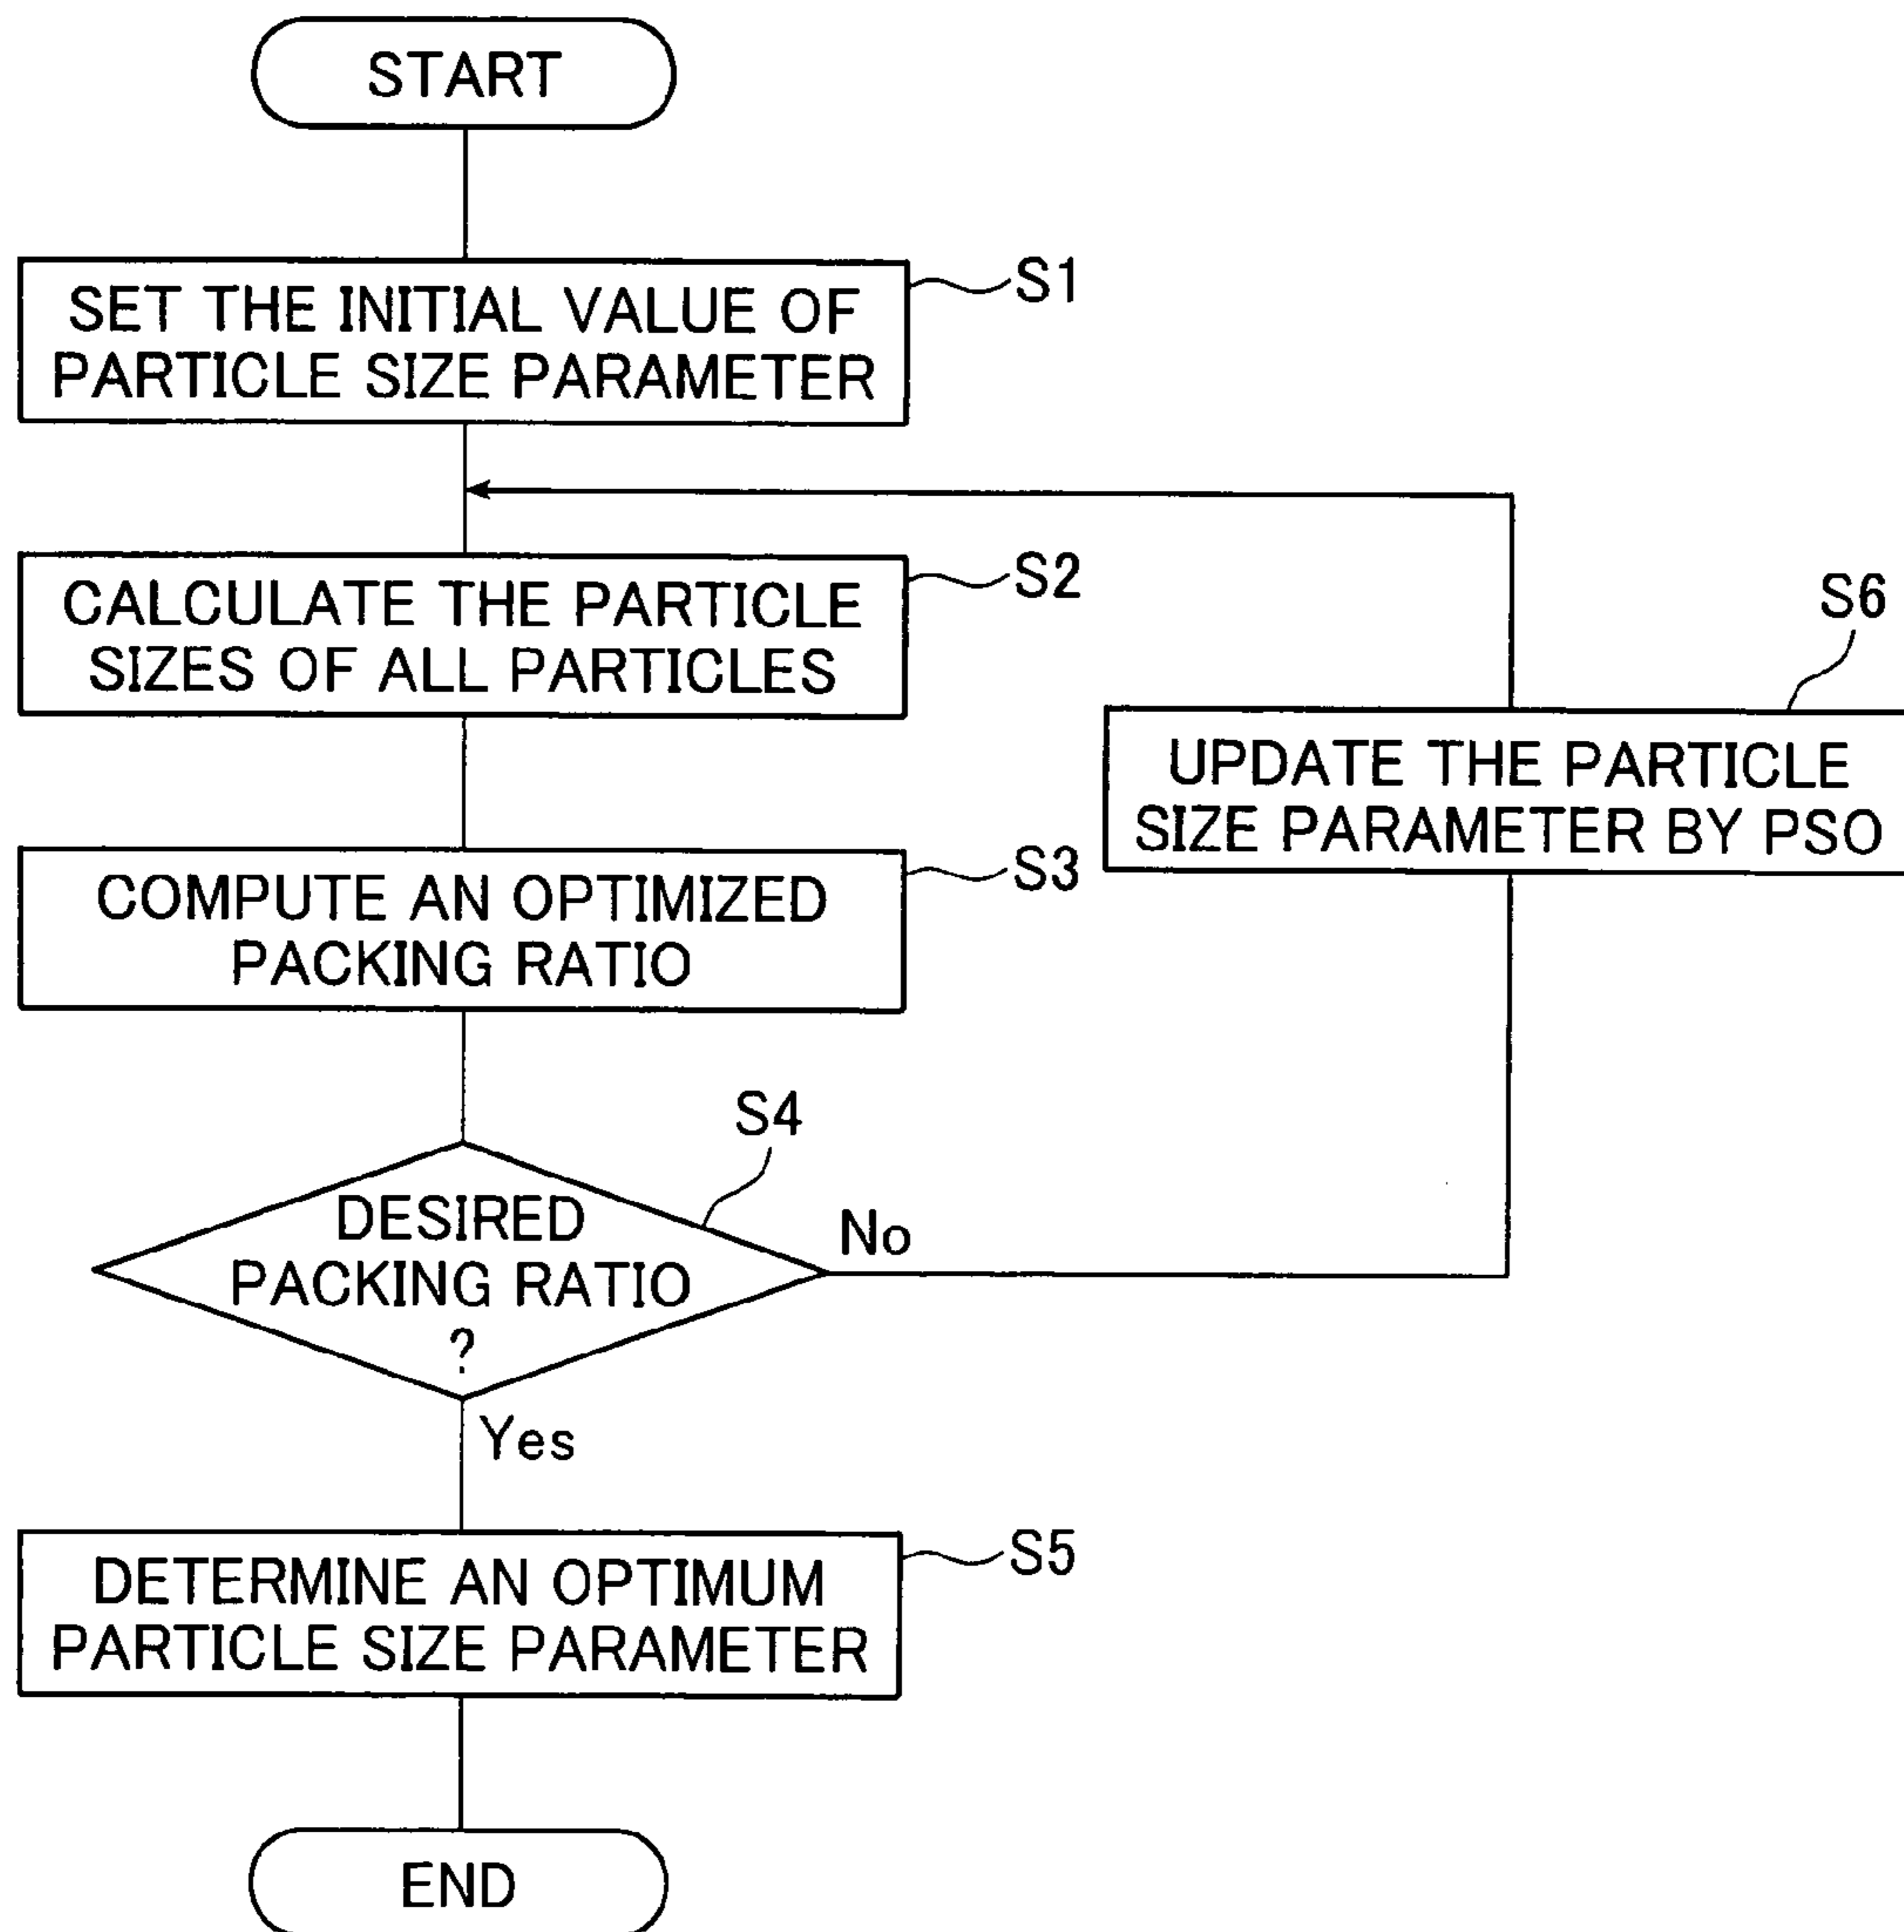 START
SET THE INITIAL VALUE OF
PARTICLE SIZE PARAMETER
S1
CALCULATE THE PARTICLE
SIZES OF ALL PARTICLES
S2
S6
UPDATE THE PARTICLE
SIZE PARAMETER BY PSO
COMPUTE AN OPTIMIZED
PACKING RATIO
S3
S4
DESIRED
PACKING RATIO
?
No
Yes
DETERMINE AN OPTIMUM
PARTICLE SIZE PARAMETER
S5
END